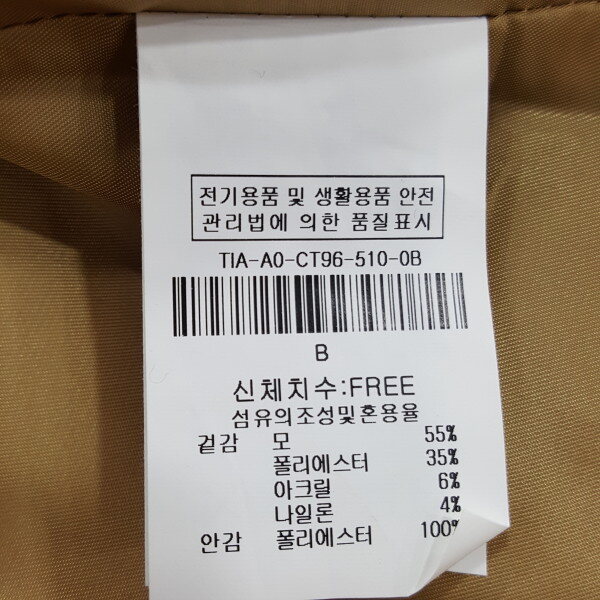 전기용품 및 생활용품 안전
관리법에 의한 품질표시
TIA-A0-CT96-510-0B
B
신체치수:FREE
섬유의조성및혼용율
겉감 모 55%
폴리에스터 35%
아크릴 6%
나일론 4%
안감 폴리에스터 100%